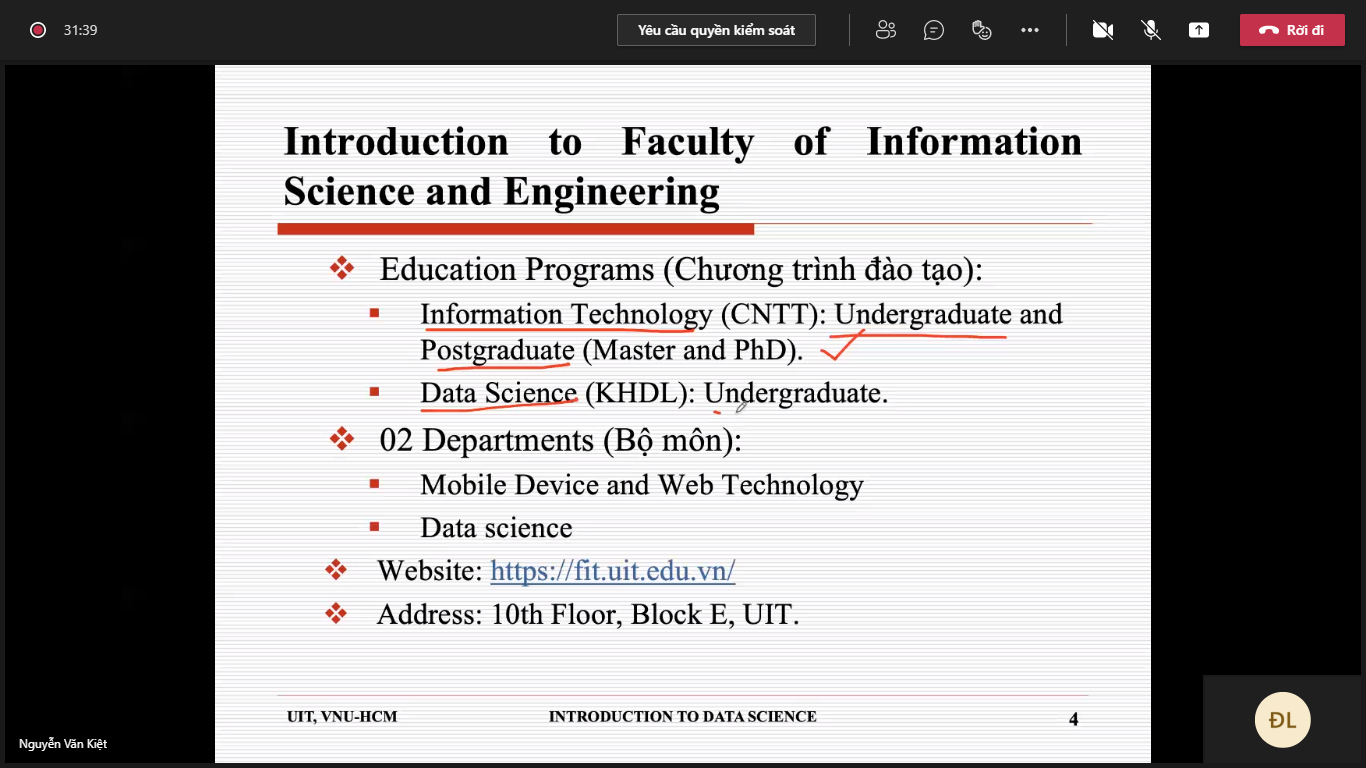 31:39
Yêu cầu quyền kiểm soát
Rời đi
Introduction to Faculty of Information
Science and Engineering
Education Programs (Chương trình đào tạo):
Information Technology (CNTT): Undergraduate and
Postgraduate (Master and PhD).
Data Science (KHDL): Undergraduate.
02 Departments (Bộ môn):
Mobile Device and Web Technology
Data science
Website: https://fit.uit.edu.vn/
Address: 10th Floor, Block E, UIT.
UIT, VNU-HCM
INTRODUCTION TO DATA SCIENCE
4
Nguyễn Văn Kiệt
ĐL